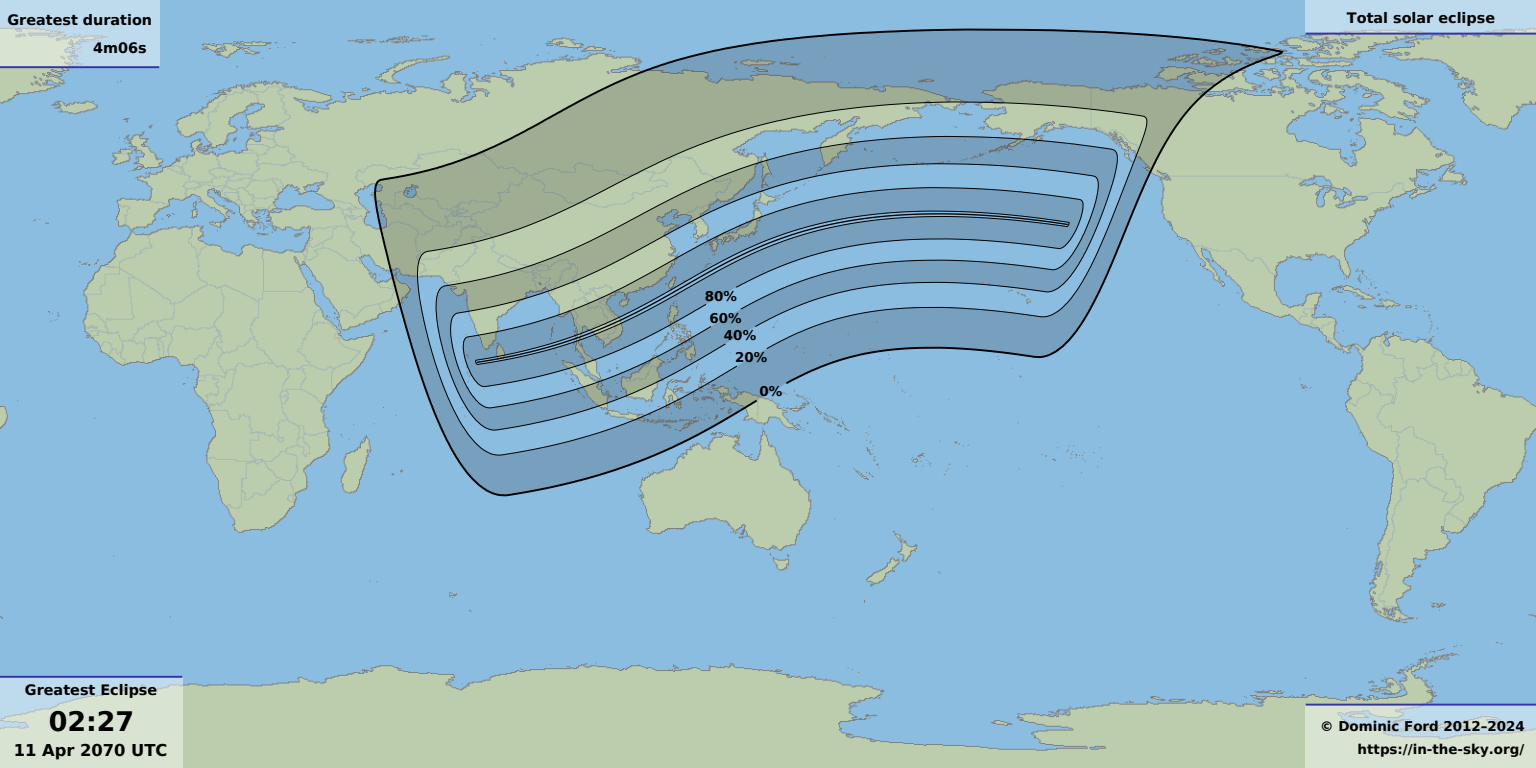 Greatest duration
4m06s
Total solar eclipse
80%
60%
40%
20%
0%
Greatest Eclipse
02:27
11 Apr 2070 UTC
© Dominic Ford 2012–2024
https://in-the-sky.org/